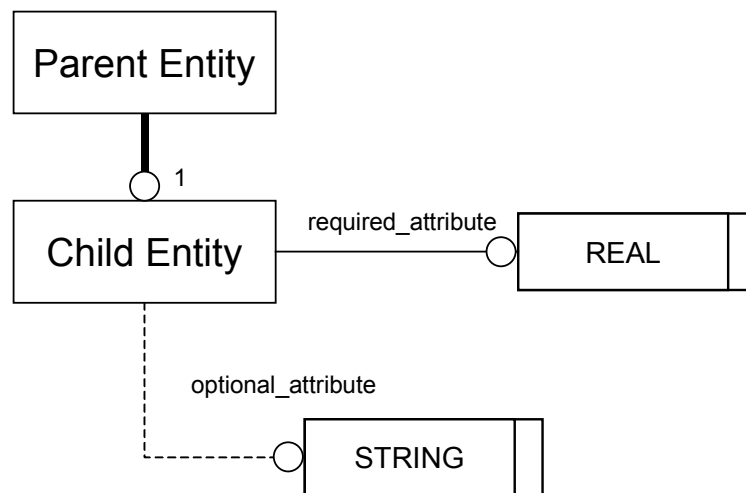 Parent Entity
1
Child Entity
required_attribute
REAL
optional_attribute
STRING